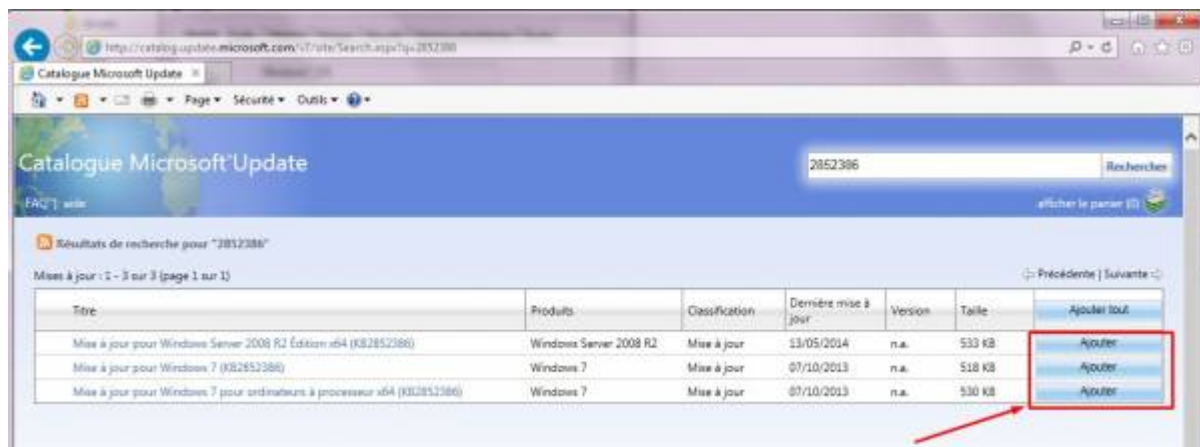 http://catalog.update.microsoft.com/v7/site/Search.aspx?q=2852386
Catalogue Microsoft Update
Page Sécurité Outils
Catalogue Microsoft Update
2852386 Rechercher
FAQ | aide afficher le panier (0)
Résultats de recherche pour "2852386"
Mises à jour : 1 - 3 sur 3 (page 1 sur 1) Précédente | Suivante
Titre Produits Classification Dernière mise à jour Version Taille Ajouter tout
Mise à jour pour Windows Server 2008 R2 Édition x64 (KB2852386) Windows Server 2008 R2 Mise à jour 13/05/2014 n.a. 533 KB Ajouter
Mise à jour pour Windows 7 (KB2852386) Windows 7 Mise à jour 07/10/2013 n.a. 518 KB Ajouter
Mise à jour pour Windows 7 pour ordinateurs à processeur x64 (KB2852386) Windows 7 Mise à jour 07/10/2013 n.a. 530 KB Ajouter